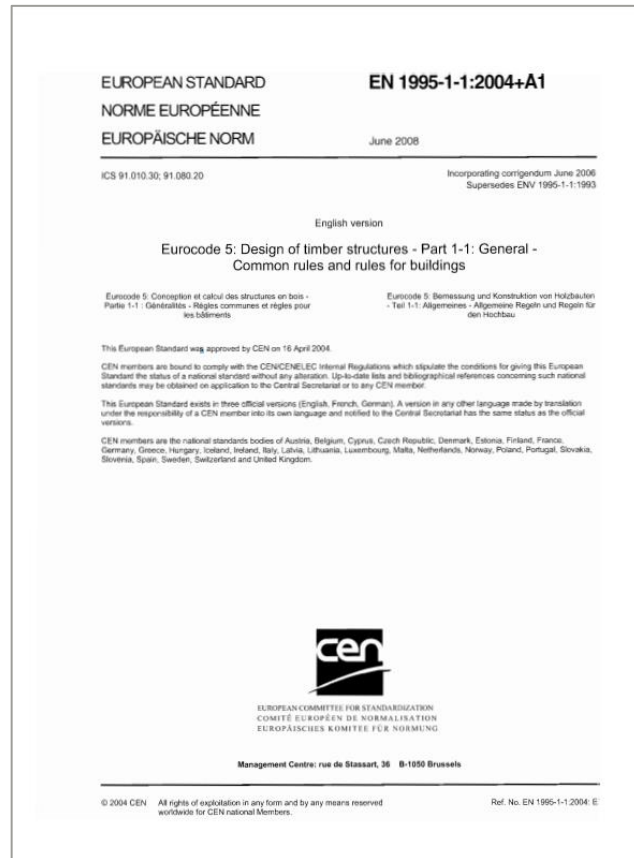 EUROPEAN STANDARD
NORME EUROPÉENNE
EUROPÄISCHE NORM
EN 1995-1-1:2004+A1
June 2008
ICS 91.010.30; 91.080.20
Incorporating corrigendum June 2006
Supersedes ENV 1995-1-1:1993
English version
Eurocode 5: Design of timber structures - Part 1-1: General -
Common rules and rules for buildings
Eurocode 5: Conception et calcul des structures en bois -
Partie 1-1 : Généralités - Règles communes et règles pour
les bâtiments
Eurocode 5: Bemessung und Konstruktion von Holzbauten
- Teil 1-1: Allgemeines - Allgemeine Regeln und Regeln für
den Hochbau
This European Standard was approved by CEN on 16 April 2004.
CEN members are bound to comply with the CEN/CENELEC Internal Regulations which stipulate the conditions for giving this European
Standard the status of a national standard without any alteration. Up-to-date lists and bibliographical references concerning such national
standards may be obtained on application to the Central Secretariat or to any CEN member.
This European Standard exists in three official versions (English, French, German). A version in any other language made by translation
under the responsibility of a CEN member into its own language and notified to the Central Secretariat has the same status as the official
versions.
CEN members are the national standards bodies of Austria, Belgium, Cyprus, Czech Republic, Denmark, Estonia, Finland, France,
Germany, Greece, Hungary, Iceland, Ireland, Italy, Latvia, Lithuania, Luxembourg, Malta, Netherlands, Norway, Poland, Portugal, Slovakia,
Slovenia, Spain, Sweden, Switzerland and United Kingdom.
cen
EUROPEAN COMMITTEE FOR STANDARDIZATION
COMITÉ EUROPÉEN DE NORMALISATION
EUROPÄISCHES KOMITEE FÜR NORMUNG
Management Centre: rue de Stassart, 36 B-1050 Brussels
© 2004 CEN All rights of exploitation in any form and by any means reserved
worldwide for CEN national Members.
Ref. No. EN 1995-1-1:2004: E